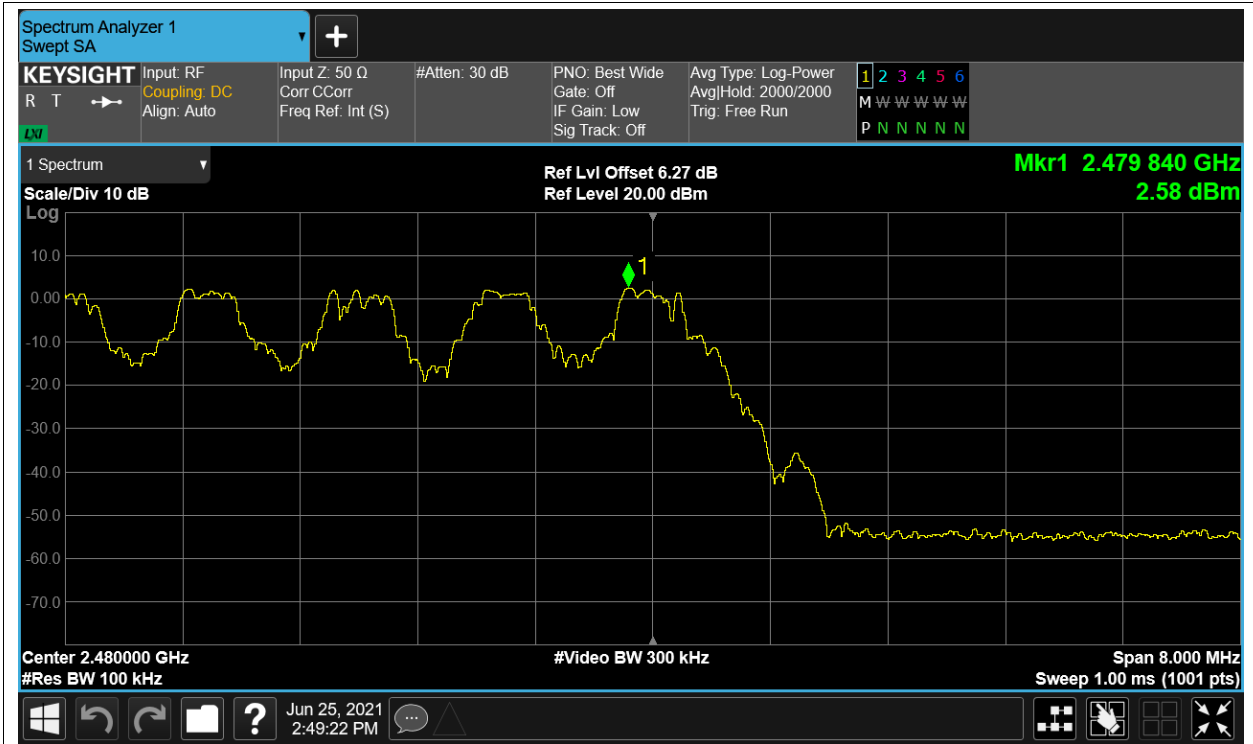 Spectrum Analyzer 1
Swept SA
KEYSIGHT
R T
LXI
Input: RF
Coupling: DC
Align: Auto
Input Z: 50 Ω
Corr CCorr
Freq Ref: Int (S)
#Atten: 30 dB
PNO: Best Wide
Gate: Off
IF Gain: Low
Sig Track: Off
Avg Type: Log-Power
Avg|Hold: 2000/2000
Trig: Free Run
1 2 3 4 5 6
M W W W W W
P N N N N N
1 Spectrum
Scale/Div 10 dB
Log
Ref Lvl Offset 6.27 dB
Ref Level 20.00 dBm
Mkr1 2.479 840 GHz
2.58 dBm
10.0
0.00
-10.0
-20.0
-30.0
-40.0
-50.0
-60.0
-70.0
1
Center 2.480000 GHz
#Res BW 100 kHz
#Video BW 300 kHz
Span 8.000 MHz
Sweep 1.00 ms (1001 pts)
?
Jun 25, 2021
2:49:22 PM